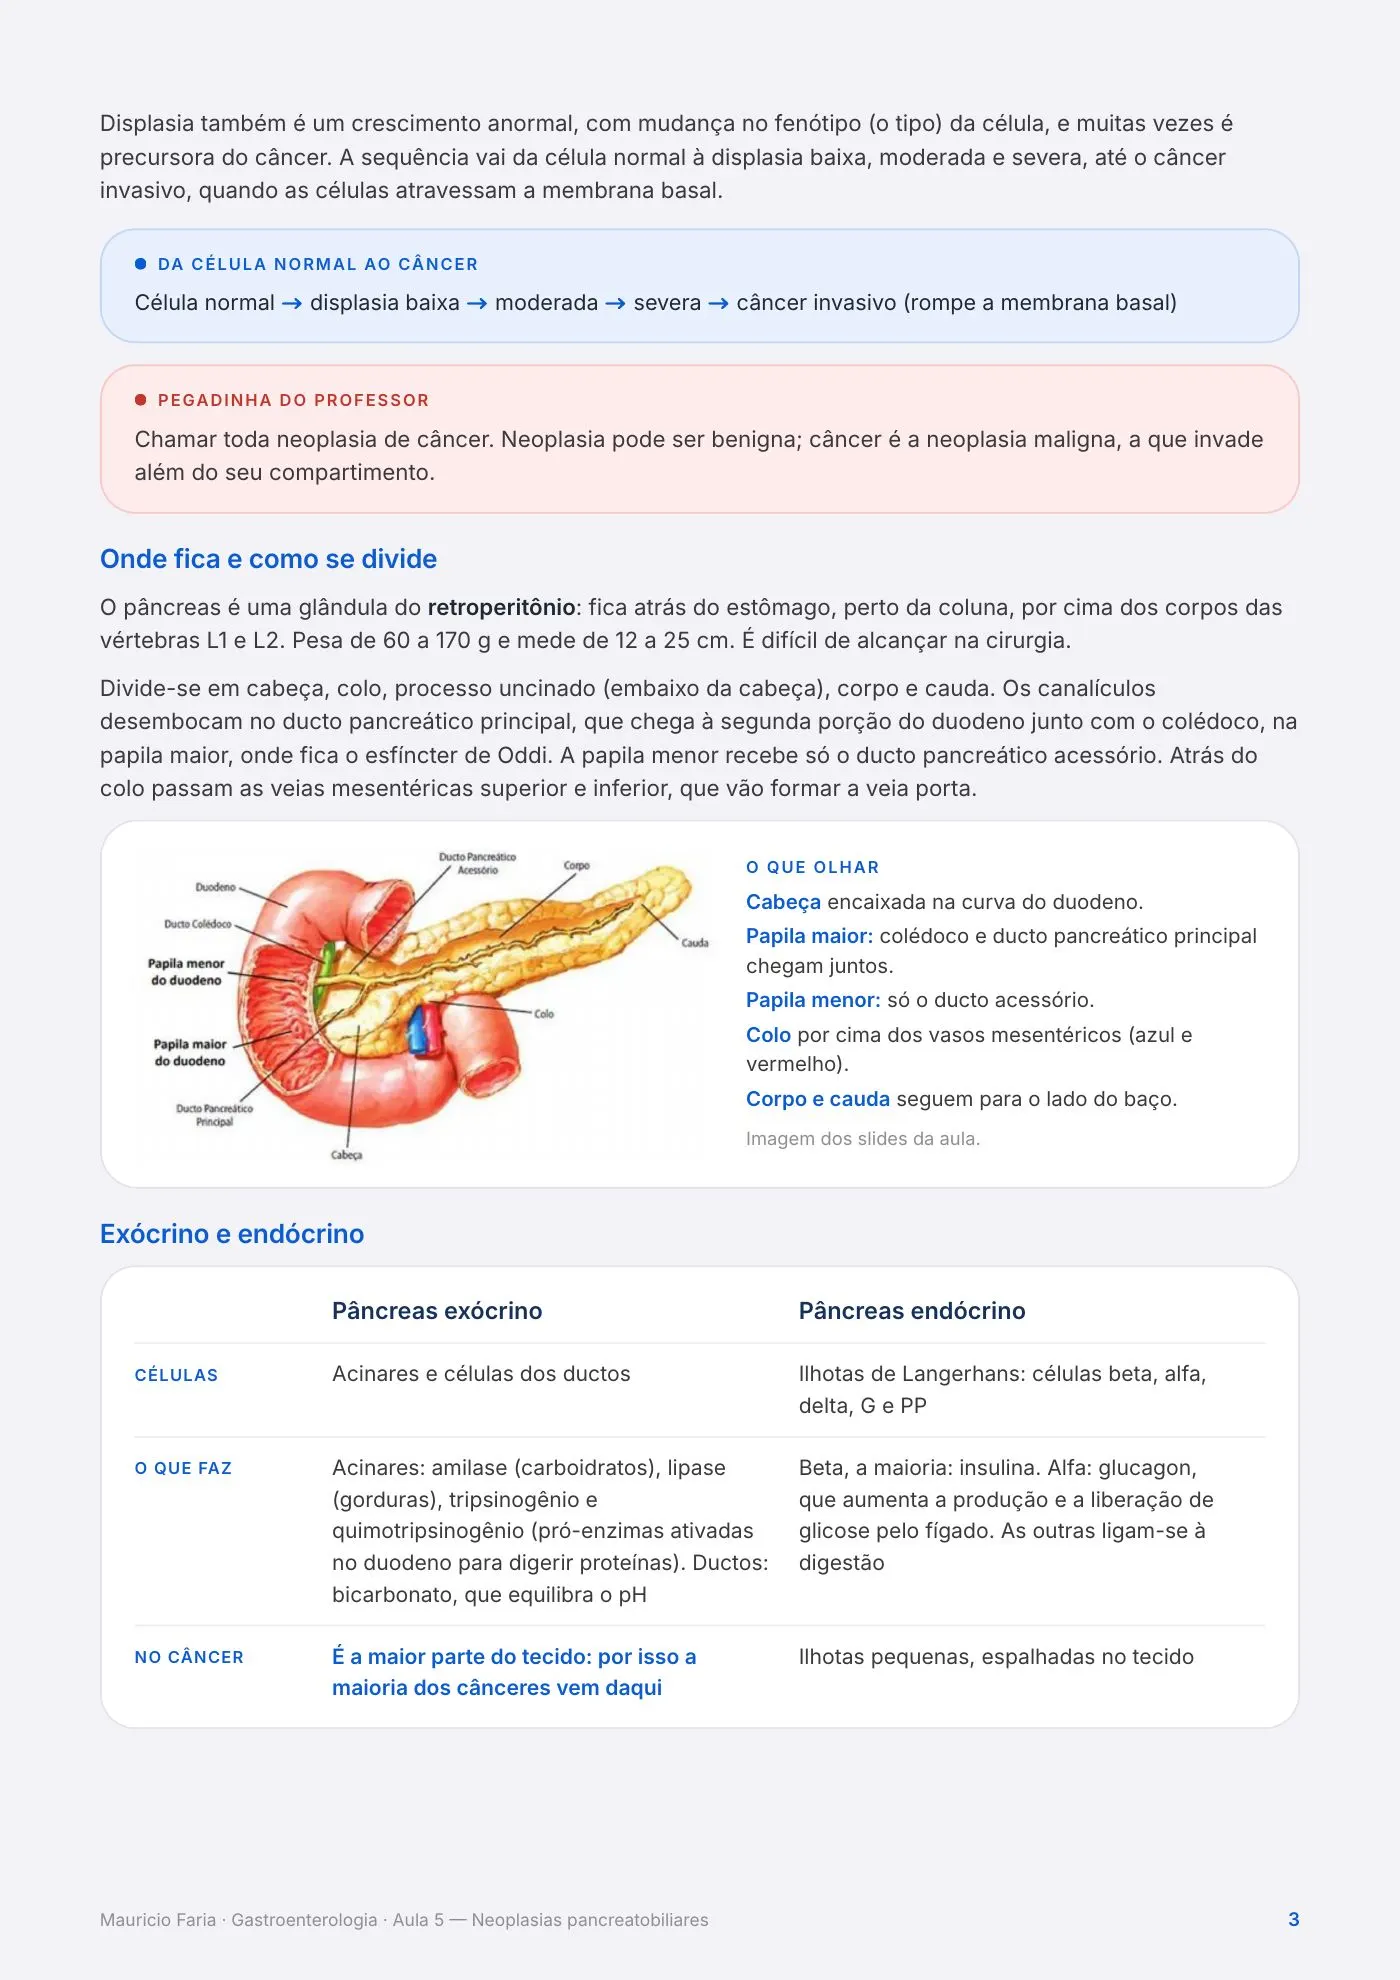 Displasia também é um crescimento anormal, com mudança no fenótipo (o tipo) da célula, e muitas vezes é
precursora do câncer. A sequência vai da célula normal à displasia baixa, moderada e severa, até o câncer
invasivo, quando as células atravessam a membrana basal.
DA CÉLULA NORMAL AO CÂNCER
Célula normal → displasia baixa → moderada → severa → câncer invasivo (rompe a membrana basal)
PEGADINHA DO PROFESSOR
Chamar toda neoplasia de câncer. Neoplasia pode ser benigna; câncer é a neoplasia maligna, a que invade
além do seu compartimento.
Onde fica e como se divide
O pâncreas é uma glândula do retroperitônio: fica atrás do estômago, perto da coluna, por cima dos corpos das
vértebras L1 e L2. Pesa de 60 a 170 g e mede de 12 a 25 cm. É difícil de alcançar na cirurgia.
Divide-se em cabeça, colo, processo uncinado (embaixo da cabeça), corpo e cauda. Os canalículos
desembocam no ducto pancreático principal, que chega à segunda porção do duodeno junto com o colédoco, na
papila maior, onde fica o esfíncter de Oddi. A papila menor recebe só o ducto pancreático acessório. Atrás do
colo passam as veias mesentéricas superior e inferior, que vão formar a veia porta.
Ducto Pancreático
Acessório
Corpo
Duodeno
Ducto Colédoco
Cauda
Papila menor
do duodeno
Colo
Papila maior
do duodeno
Ducto Pancreático
Principal
Cabeça
O QUE OLHAR
Cabeça encaixada na curva do duodeno.
Papila maior: colédoco e ducto pancreático principal
chegam juntos.
Papila menor: só o ducto acessório.
Colo por cima dos vasos mesentéricos (azul e
vermelho).
Corpo e cauda seguem para o lado do baço.
Imagem dos slides da aula.
Exócrino e endócrino
Pâncreas exócrino
Pâncreas endócrino
CÉLULAS
Acinares e células dos ductos
Ilhotas de Langerhans: células beta, alfa,
delta, G e PP
O QUE FAZ
Acinares: amilase (carboidratos), lipase
(gorduras), tripsinogênio e
quimotripsinogênio (pró-enzimas ativadas
no duodeno para digerir proteínas). Ductos:
bicarbonato, que equilibra o pH
Beta, a maioria: insulina. Alfa: glucagon,
que aumenta a produção e a liberação de
glicose pelo fígado. As outras ligam-se à
digestão
NO CÂNCER
É a maior parte do tecido: por isso a
maioria dos cânceres vem daqui
Ilhotas pequenas, espalhadas no tecido
Mauricio Faria · Gastroenterologia · Aula 5 — Neoplasias pancreatobiliares
3